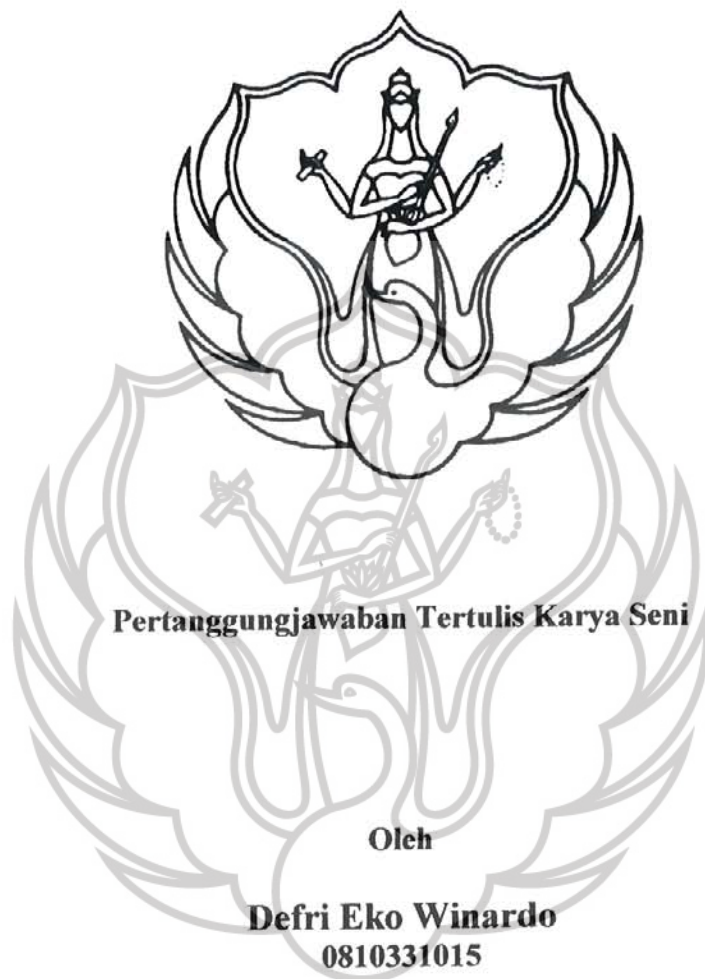 Pertanggungjawaban Tertulis Karya Seni
Oleh
Defri Eko Winardo
0810331015